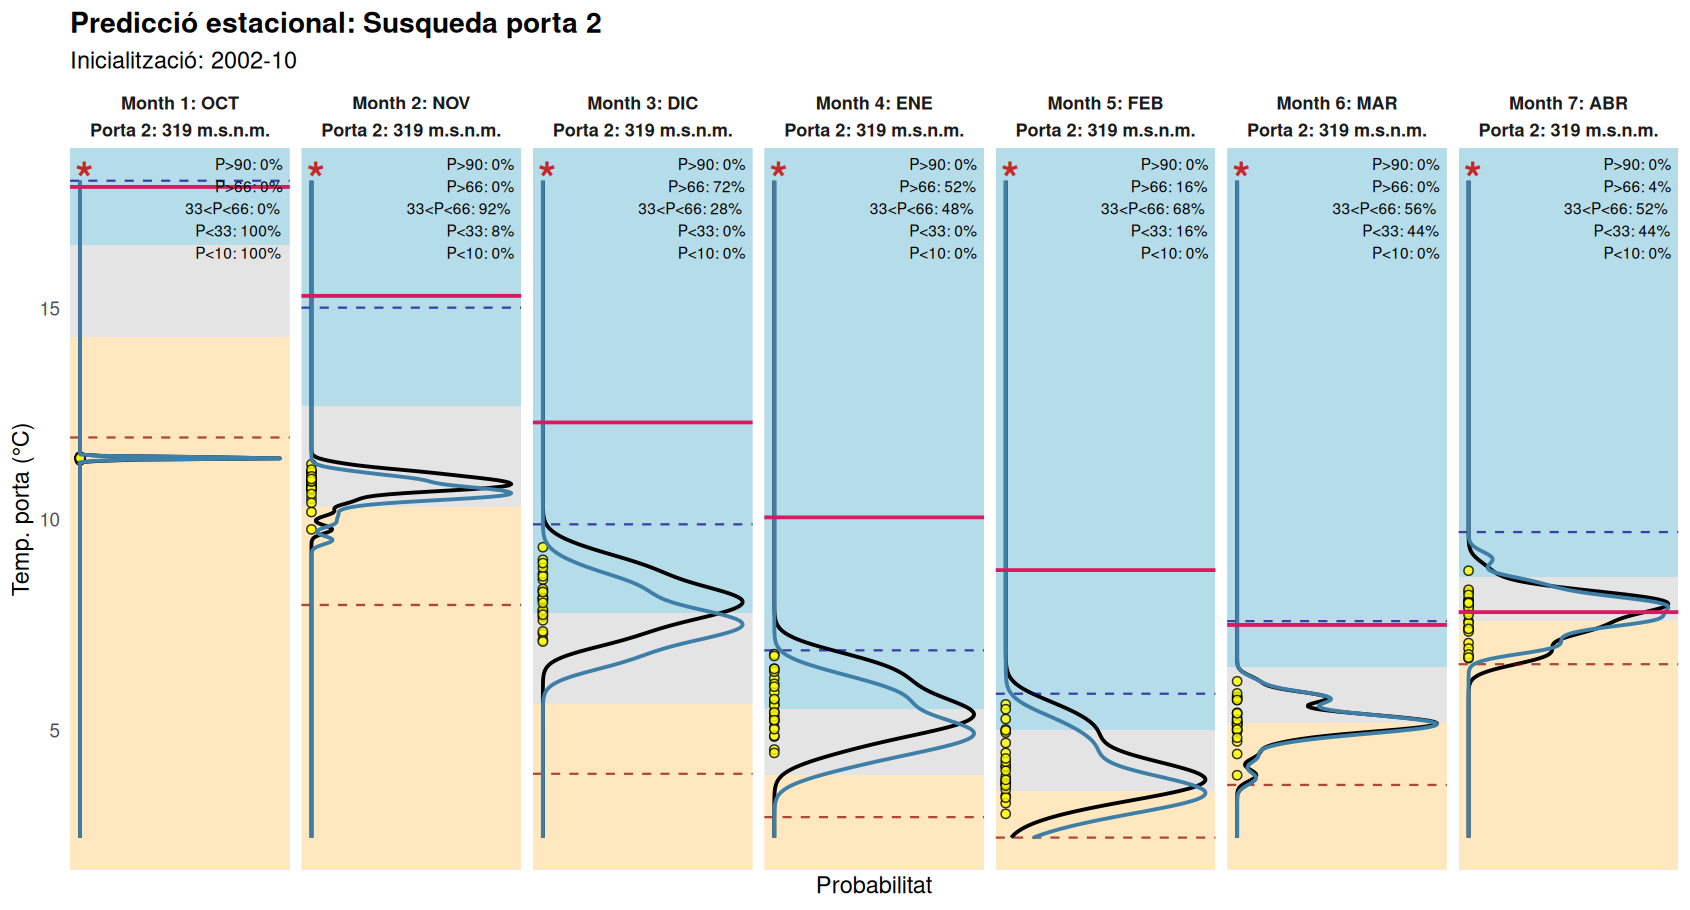 Predicció estacional: Susqueda porta 2
Inicialització: 2002-10
Month 1: OCT
Porta 2: 319 m.s.n.m.
Month 2: NOV
Porta 2: 319 m.s.n.m.
Month 3: DIC
Porta 2: 319 m.s.n.m.
Month 4: ENE
Porta 2: 319 m.s.n.m.
Month 5: FEB
Porta 2: 319 m.s.n.m.
Month 6: MAR
Porta 2: 319 m.s.n.m.
Month 7: ABR
Porta 2: 319 m.s.n.m.
*
P>90: 0%
P>66: 0%
33<P<66: 0%
P<33: 100%
P<10: 100%
*
P>90: 0%
P>66: 0%
33<P<66: 92%
P<33: 8%
P<10: 0%
*
P>90: 0%
P>66: 72%
33<P<66: 28%
P<33: 0%
P<10: 0%
*
P>90: 0%
P>66: 52%
33<P<66: 48%
P<33: 0%
P<10: 0%
*
P>90: 0%
P>66: 16%
33<P<66: 68%
P<33: 16%
P<10: 0%
*
P>90: 0%
P>66: 0%
33<P<66: 56%
P<33: 44%
P<10: 0%
*
P>90: 0%
P>66: 4%
33<P<66: 52%
P<33: 44%
P<10: 0%
15
10
5
Temp. porta (°C)
Probabilitat